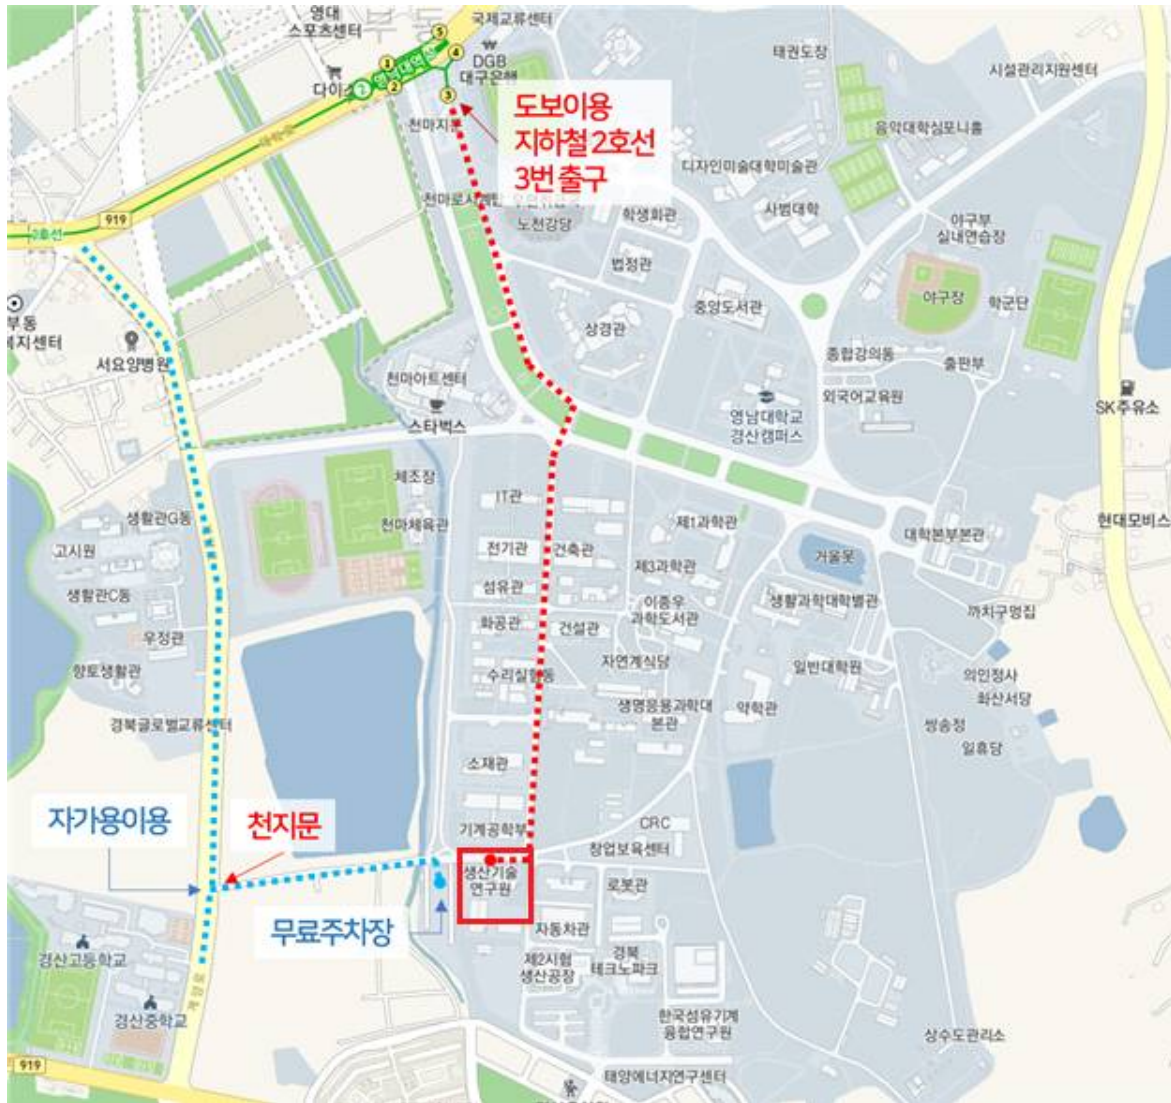 영대
스포츠센터
국제교류센터
5
4
1
2
3
영남대역
2
DGB
대구은행
태권도장
시설관리지원센터
도보이용
지하철 2호선
3번 출구
음악대학심포니홀
디자인미술대학미술관
노천강당
학생회관
사범대학
야구부
실내연습장
919
2호선
법정관
중앙도서관
야구장
학군단
서요양병원
상경관
종합강의동
출판부
천마아트센터
스타벅스
영남대학교
경산캠퍼스
외국어교육원
SK주유소
체조장
천마체육관
IT관
제1과학관
현대모비스
생활관G동
고시원
전기관
건축관
거울못
대학본부본관
제3과학관
생활관C동
섬유관
이종우
과학도서관
생활과학대학별관
까치구멍집
우정관
화공관
건설관
향토생활관
수리실험동
자연계식당
일반대학원
의인정사
화산서당
경북글로벌교류센터
생명응용과학대
본관
약학관
쌍송정
일휴당
소재관
자가용이용
천지문
기계공학부
CRC
창업보육센터
생산기술
연구원
로봇관
무료주차장
자동차관
경산고등학교
제2시험
생산공장
경북
테크노파크
경산중학교
계양로
한국섬유기계
융합연구원
상수도관리소
919
태양에너지연구센터